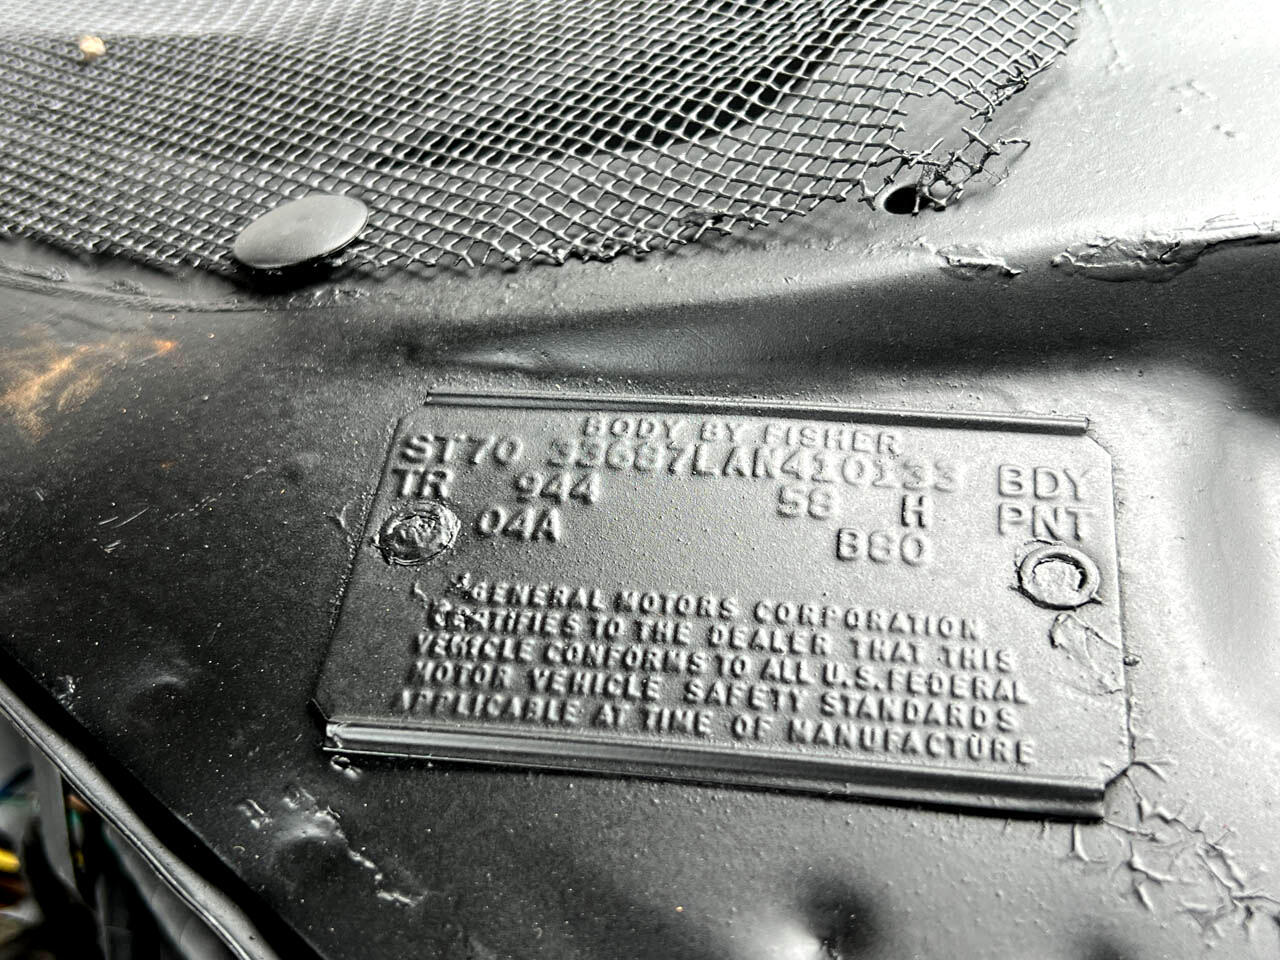 BODY BY FISHER
ST70 33687LAN410133 BDY
TR 944 58 H PNT
04A B80
GENERAL MOTORS CORPORATION
CERTIFIES TO THE DEALER THAT THIS
VEHICLE CONFORMS TO ALL U.S. FEDERAL
MOTOR VEHICLE SAFETY STANDARDS
APPLICABLE AT TIME OF MANUFACTURE